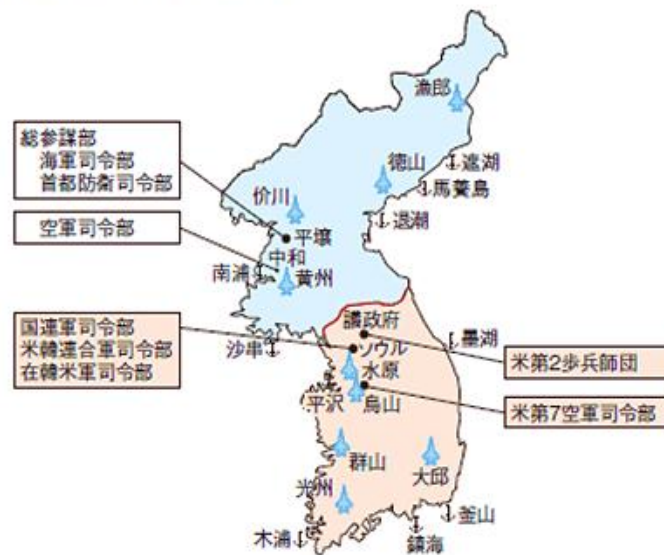 漁郎
総参謀部
海軍司令部
首都防衛司令部
徳山
遮湖
馬養島
价川
退潮
空軍司令部
平壌
中和
南浦
黄州
国連軍司令部
米韓連合軍司令部
在韓米軍司令部
議政府
沙串
ソウル
墨湖
米第2歩兵師団
水原
平沢
烏山
米第7空軍司令部
群山
大邱
光州
釜山
木浦
鎮海